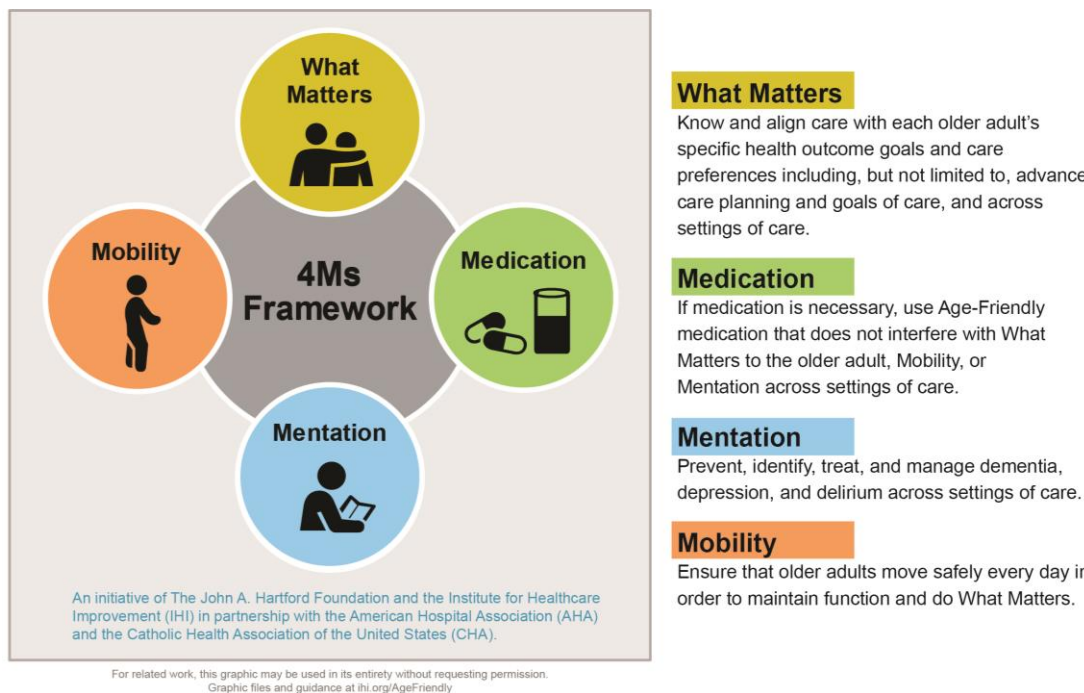 What
Matters
Mobility
4Ms
Framework
Medication
Mentation
An initiative of The John A. Hartford Foundation and the Institute for Healthcare
Improvement (IHI) in partnership with the American Hospital Association (AHA)
and the Catholic Health Association of the United States (CHA).
For related work, this graphic may be used in its entirety without requesting permission.
Graphic files and guidance at ihi.org/AgeFriendly
What Matters
Know and align care with each older adult's
specific health outcome goals and care
preferences including, but not limited to, advance
care planning and goals of care, and across
settings of care.
Medication
If medication is necessary, use Age-Friendly
medication that does not interfere with What
Matters to the older adult, Mobility, or
Mentation across settings of care.
Mentation
Prevent, identify, treat, and manage dementia,
depression, and delirium across settings of care.
Mobility
Ensure that older adults move safely every day in
order to maintain function and do What Matters.